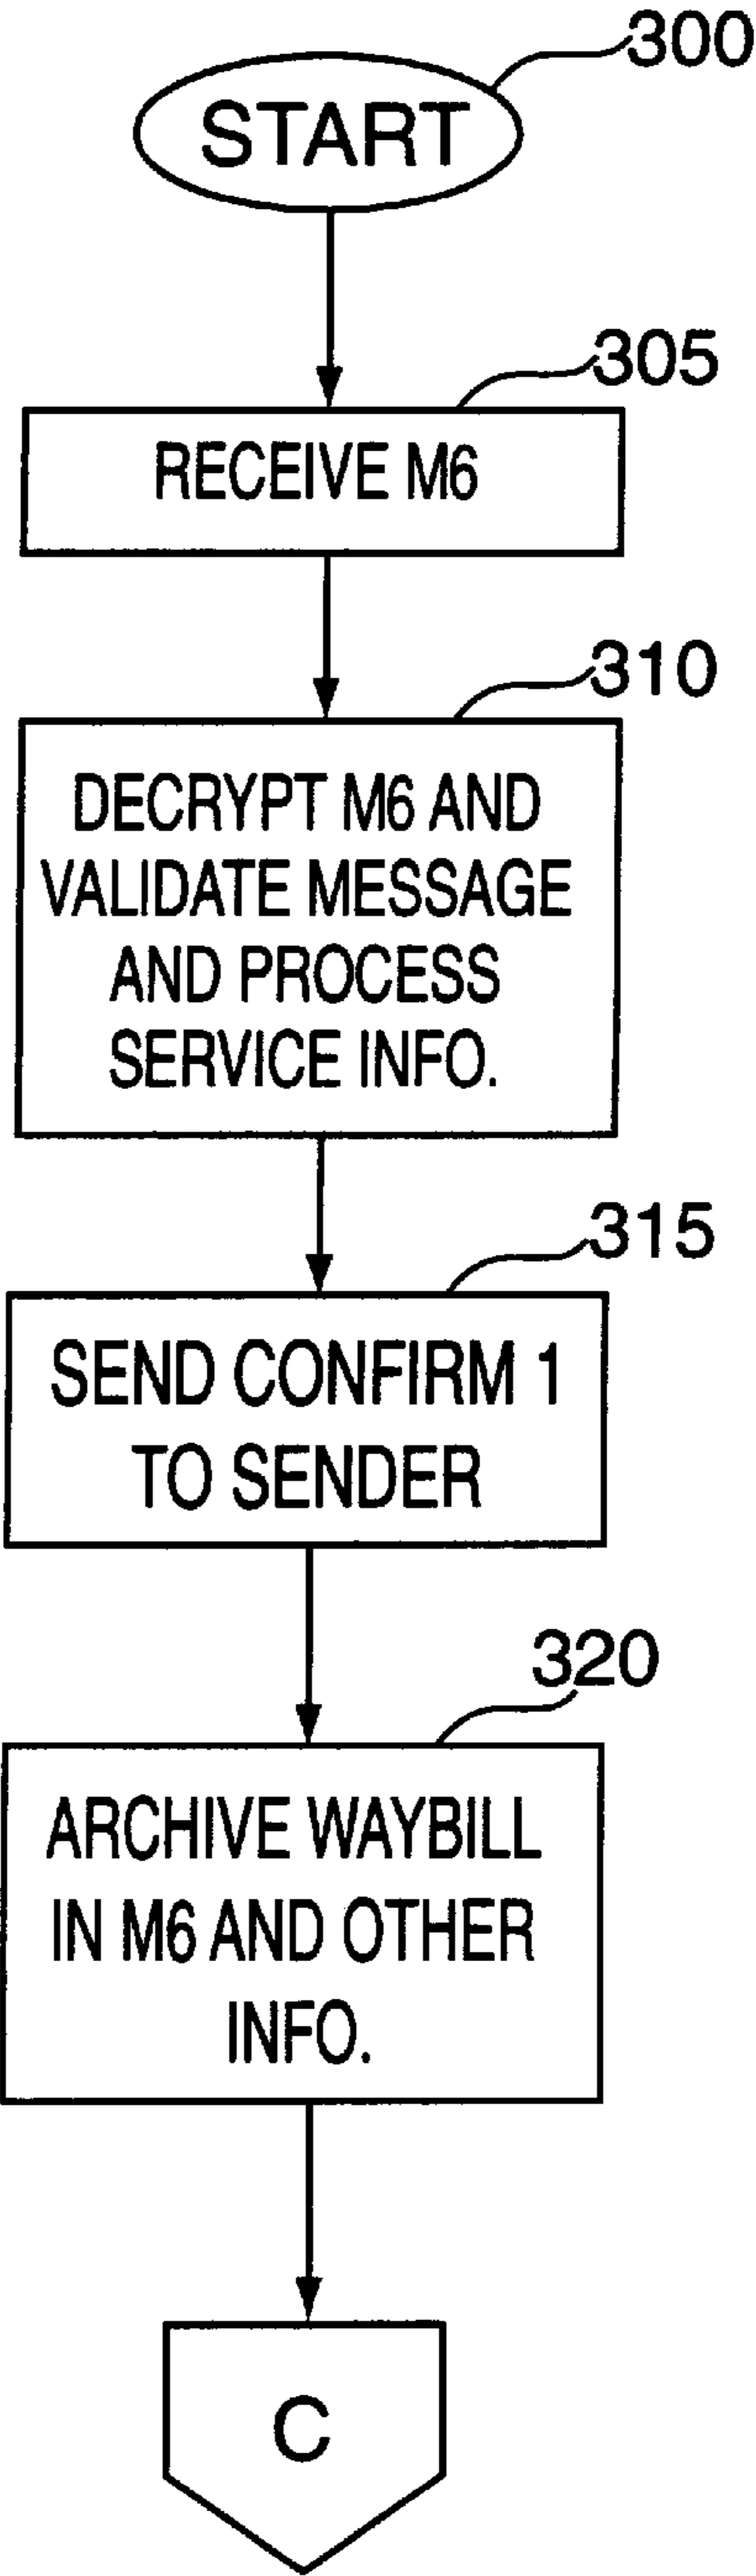 300
START
305
RECEIVE M6
310
DECRYPT M6 AND
VALIDATE MESSAGE
AND PROCESS
SERVICE INFO.
315
SEND CONFIRM 1
TO SENDER
320
ARCHIVE WAYBILL
IN M6 AND OTHER
INFO.
C